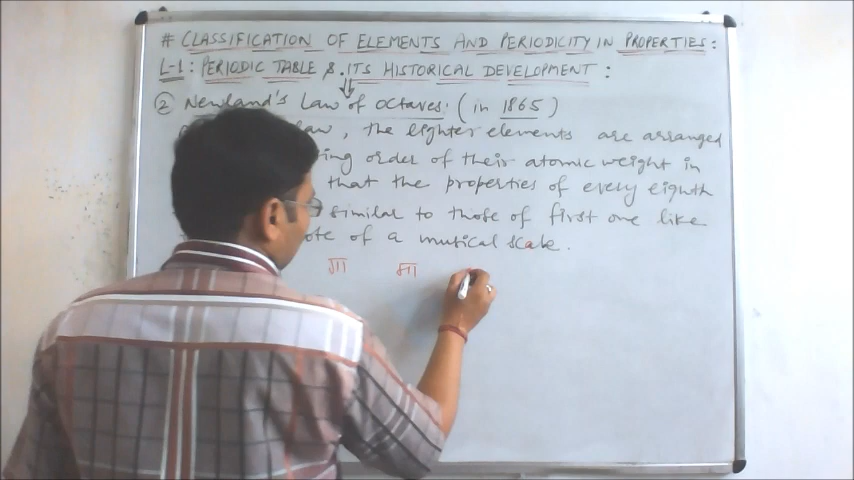 # CLASSIFICATION OF ELEMENTS AND PERIODICITY IN PROPERTIES:
L-1: PERIODIC TABLE & ITS HISTORICAL DEVELOPMENT:
② Newland's Law of octaves. (in 1865)
law, the lighter elements are arranged
ing order of their atomic weight in
that the properties of every eighth
similar to those of first one like
ote of a musical scale.